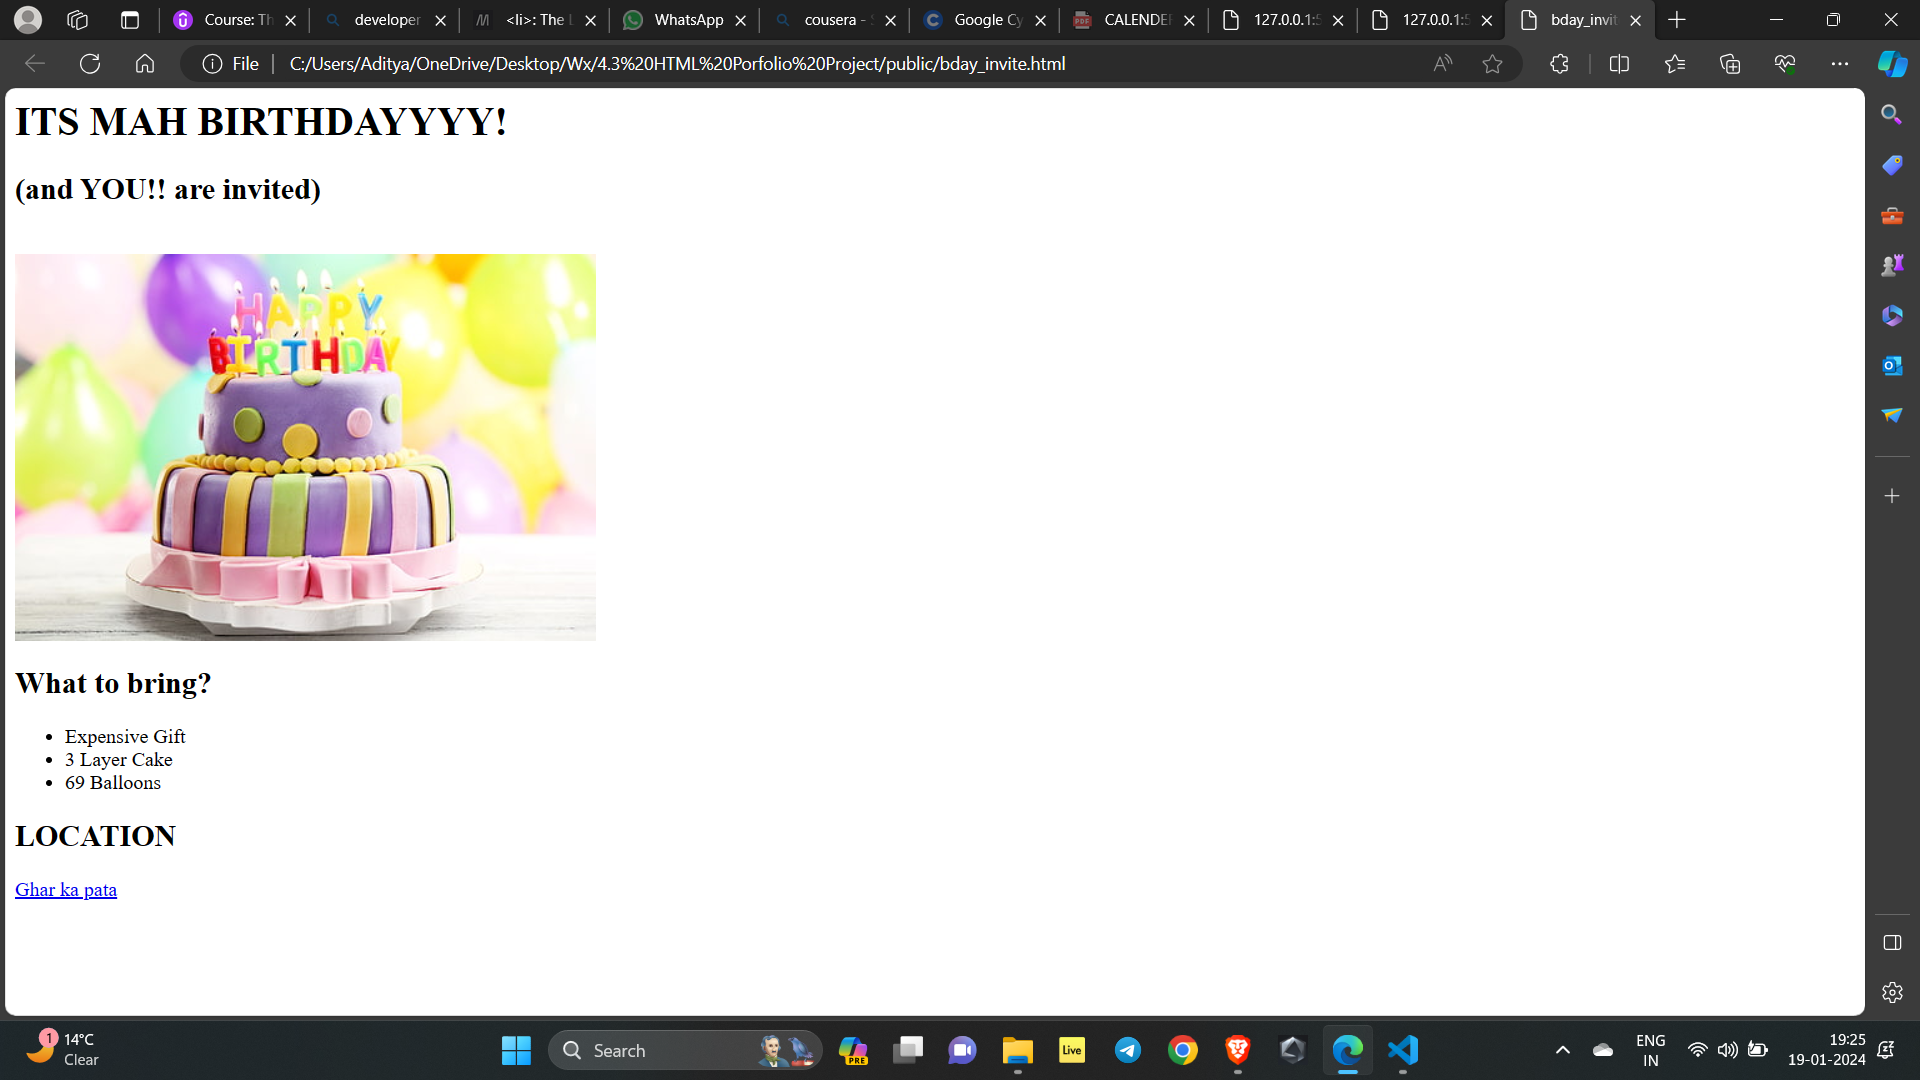 Course: Th
developer
<li>: The L
WhatsApp
cousera - S
Google Cy
CALENDER
127.0.0.1:5
127.0.0.1:5
bday_invit
File
C:/Users/Aditya/OneDrive/Desktop/Wx/4.3%20HTML%20Porfolio%20Project/public/bday_invite.html
ITS MAH BIRTHDAYYYY!
(and YOU!! are invited)
HAPPY
BIRTHDAY
What to bring?
• Expensive Gift
• 3 Layer Cake
• 69 Balloons
LOCATION
Ghar ka pata
1
14°C
Clear
Search
PRE
Live
ENG
IN
19:25
19-01-2024